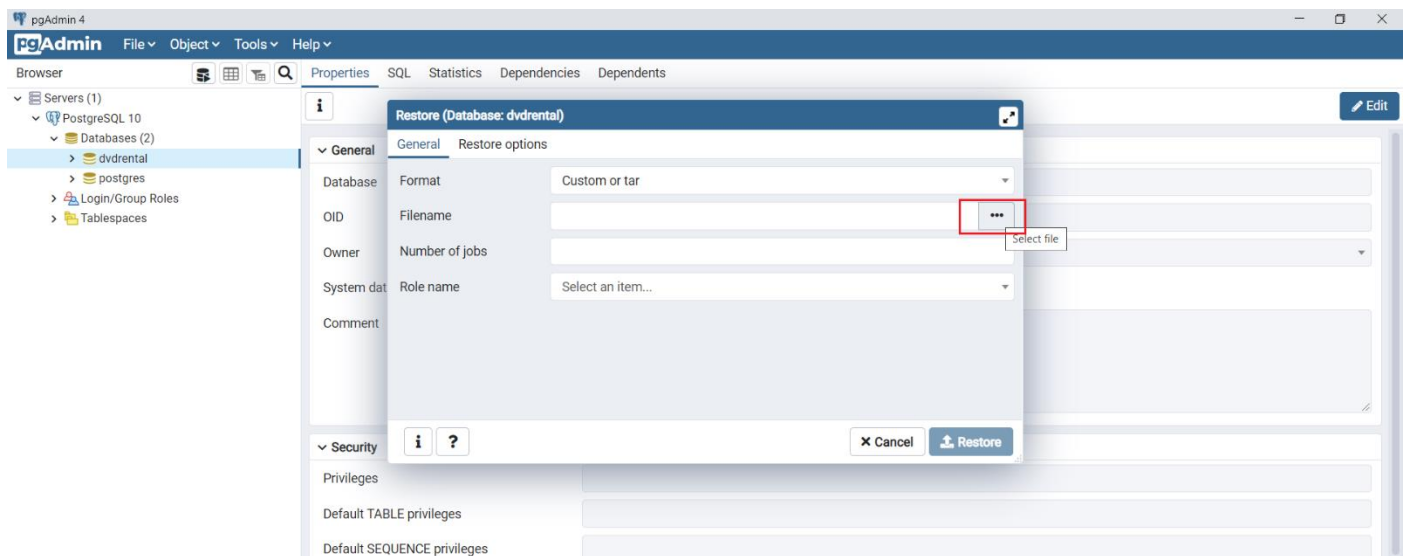 pgAdmin 4
pgAdmin File Object Tools Help
Browser Properties SQL Statistics Dependencies Dependents
Servers (1)
PostgreSQL 10
Databases (2)
dvdrental
postgres
Login/Group Roles
Tablespaces
i
Edit
General
Database
OID
Owner
System dat
Comment
Security
Privileges
Default TABLE privileges
Default SEQUENCE privileges
Restore (Database: dvdrental)
General Restore options
Format Custom or tar
Filename
Select file
Number of jobs
Role name Select an item...
i ? Cancel Restore